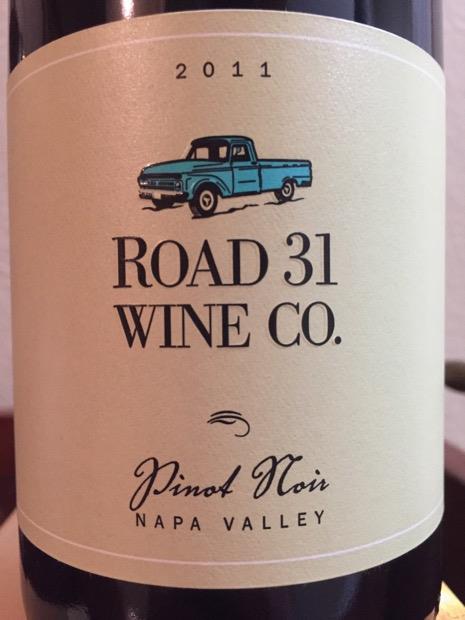 2011
ROAD 31
WINE CO.
Pinot Noir
NAPA VALLEY